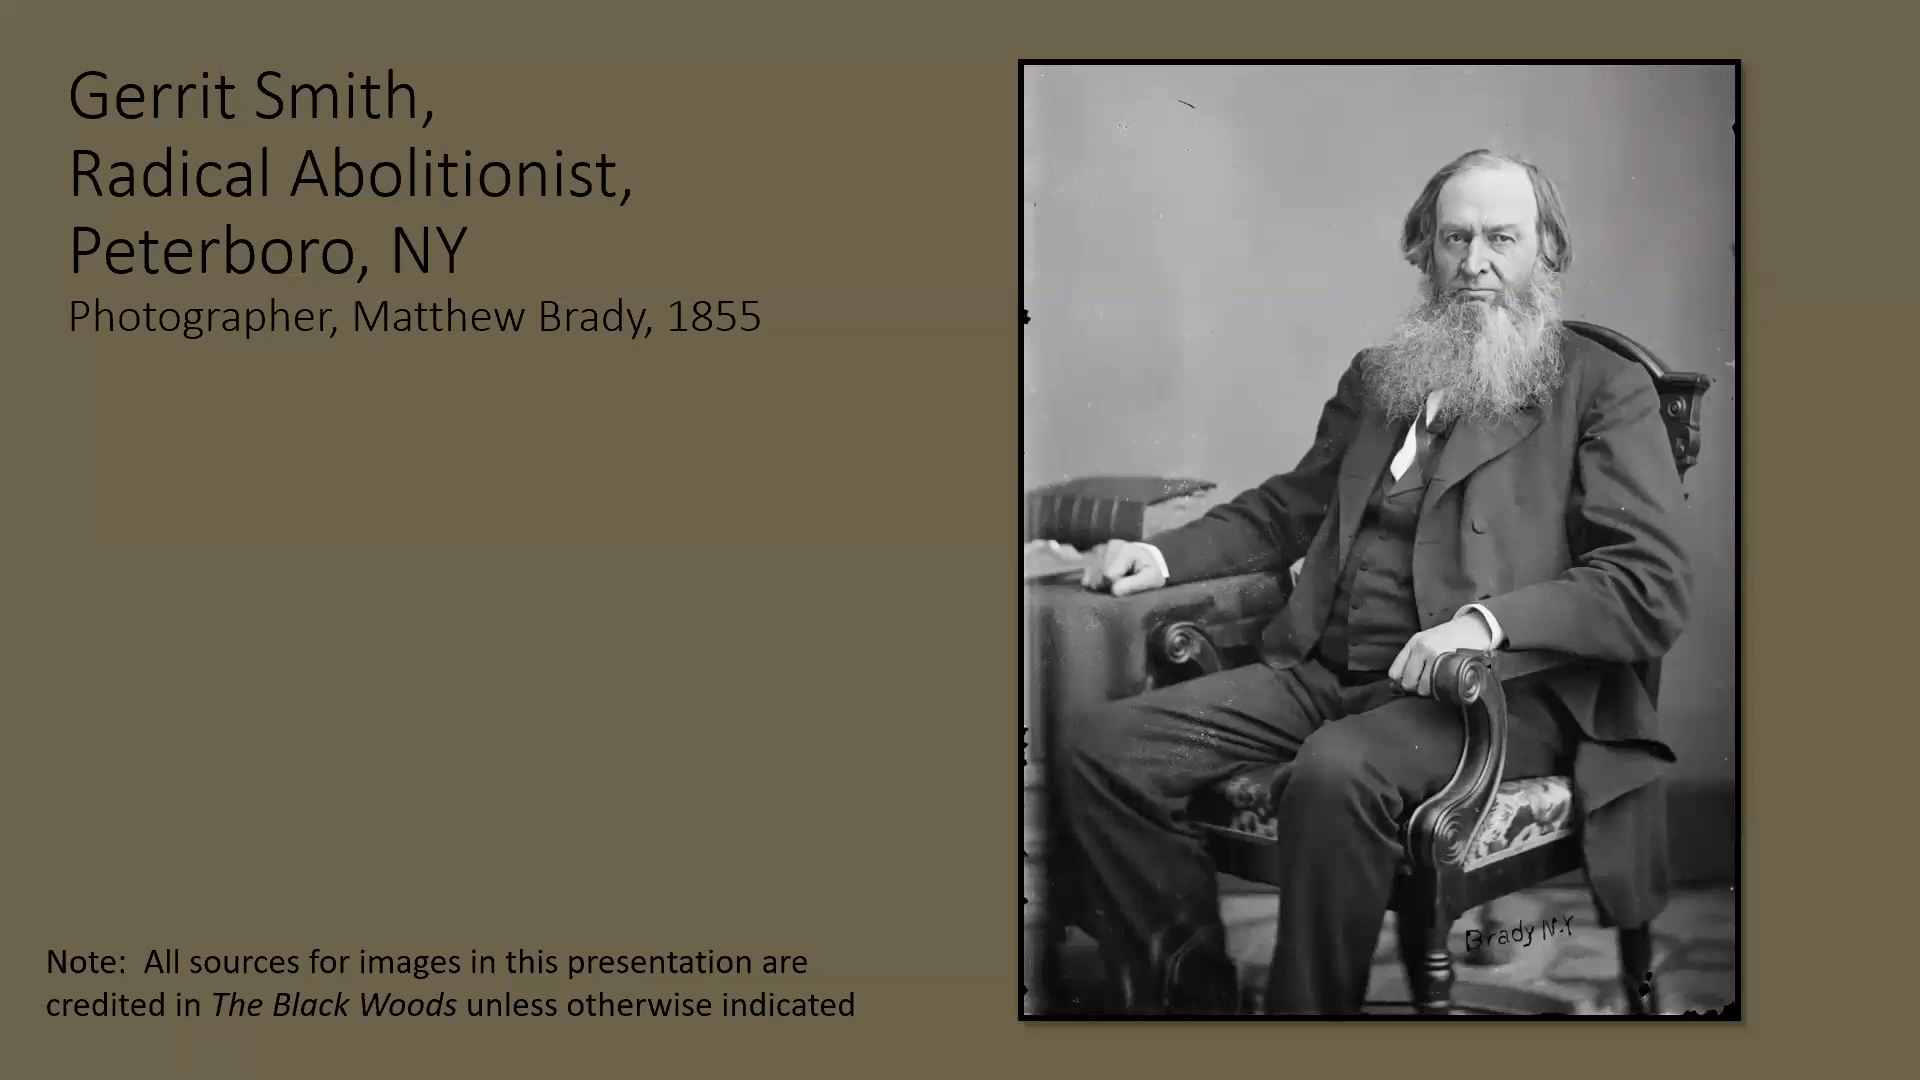 Gerrit Smith,
Radical Abolitionist,
Peterboro, NY
Photographer, Matthew Brady, 1855
Brady N.Y
Note:  All sources for images in this presentation are
credited in The Black Woods unless otherwise indicated